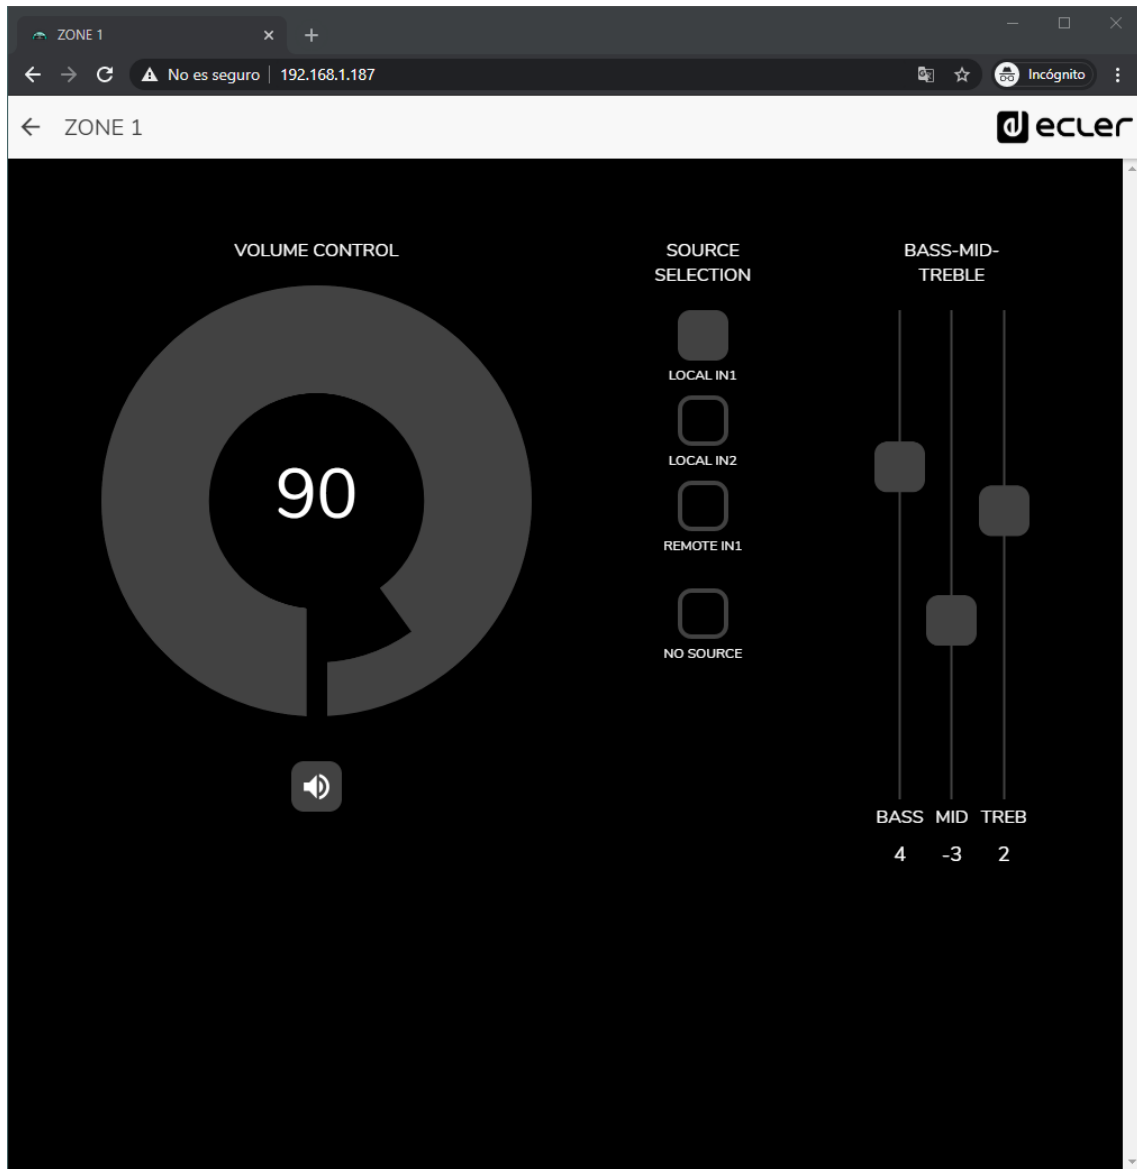 ZONE 1
No es seguro
192.168.1.187
Incógnito
ZONE 1
ecler
VOLUME CONTROL
90
SOURCE
SELECTION
LOCAL IN1
LOCAL IN2
REMOTE IN1
NO SOURCE
BASS-MID-
TREBLE
BASS MID TREB
4 -3 2